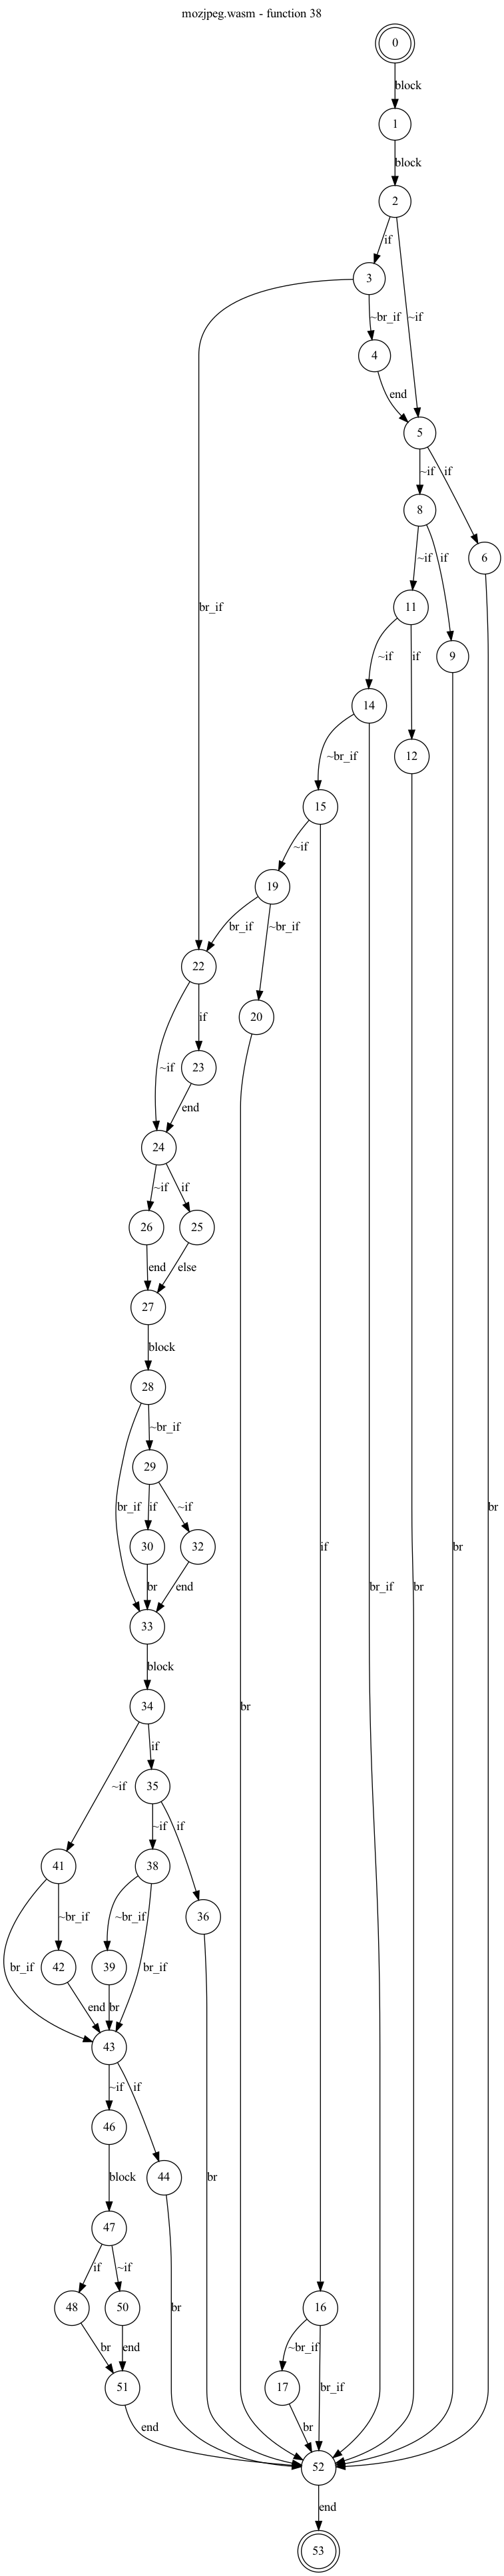 mozjpeg.wasm - function 38
0
block
1
block
2
if
3
~br_if
~if
4
end
5
~if
if
8
6
~if
if
br_if
11
9
~if
if
14
12
~br_if
15
~if
19
br_if
~br_if
22
20
~if
if
23
end
24
~if
if
26
25
end
else
27
block
28
~br_if
29
br_if
if
~if
if
br
30
32
br
end
br_if
br
br
33
block
34
br
if
~if
35
~if
if
41
38
~br_if
~br_if
36
br_if
br_if
42
39
end
br
43
~if
if
46
block
44
br
47
if
~if
48
50
16
br
br
end
~br_if
br_if
51
17
end
br
52
end
53